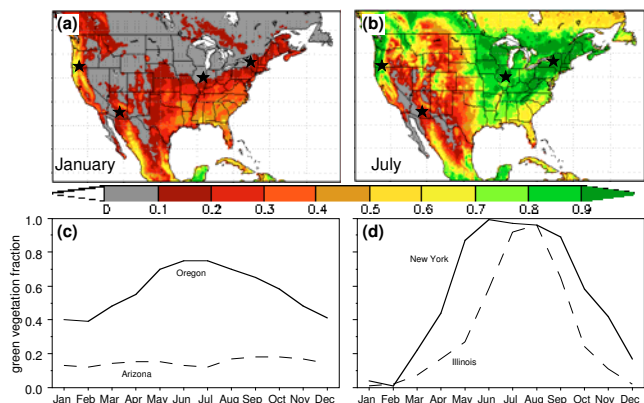 (a)
(b)
January
July
0 0.1 0.2 0.3 0.4 0.5 0.6 0.7 0.8 0.9
(c)
(d)
green vegetation fraction
1.0
0.8
0.6
0.4
0.2
0.0
Oregon
Arizona
New York
Illinois
Jan Feb Mar Apr May Jun Jul Aug Sep Oct Nov Dec
Jan Feb Mar Apr May Jun Jul Aug Sep Oct Nov Dec